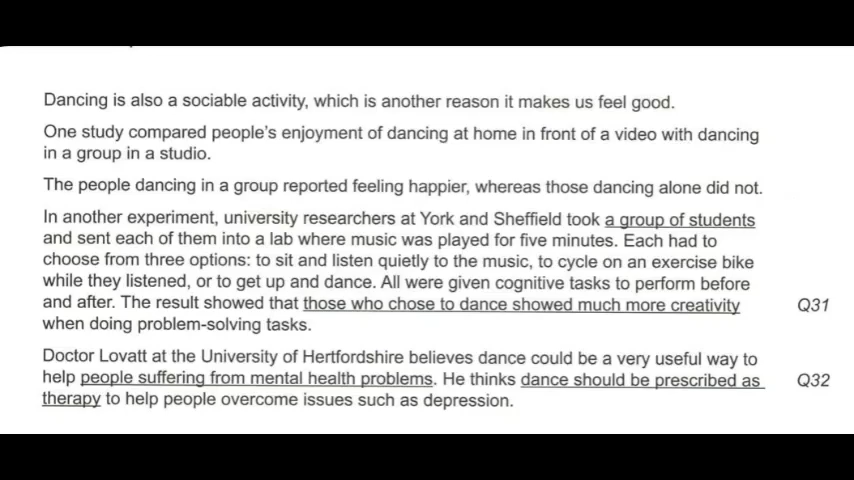 Dancing is also a sociable activity, which is another reason it makes us feel good.
One study compared people's enjoyment of dancing at home in front of a video with dancing
in a group in a studio.
The people dancing in a group reported feeling happier, whereas those dancing alone did not.
In another experiment, university researchers at York and Sheffield took a group of students
and sent each of them into a lab where music was played for five minutes. Each had to
choose from three options: to sit and listen quietly to the music, to cycle on an exercise bike
while they listened, or to get up and dance. All were given cognitive tasks to perform before
and after. The result showed that those who chose to dance showed much more creativity Q31
when doing problem-solving tasks.
Doctor Lovatt at the University of Hertfordshire believes dance could be a very useful way to
help people suffering from mental health problems. He thinks dance should be prescribed as Q32
therapy to help people overcome issues such as depression.